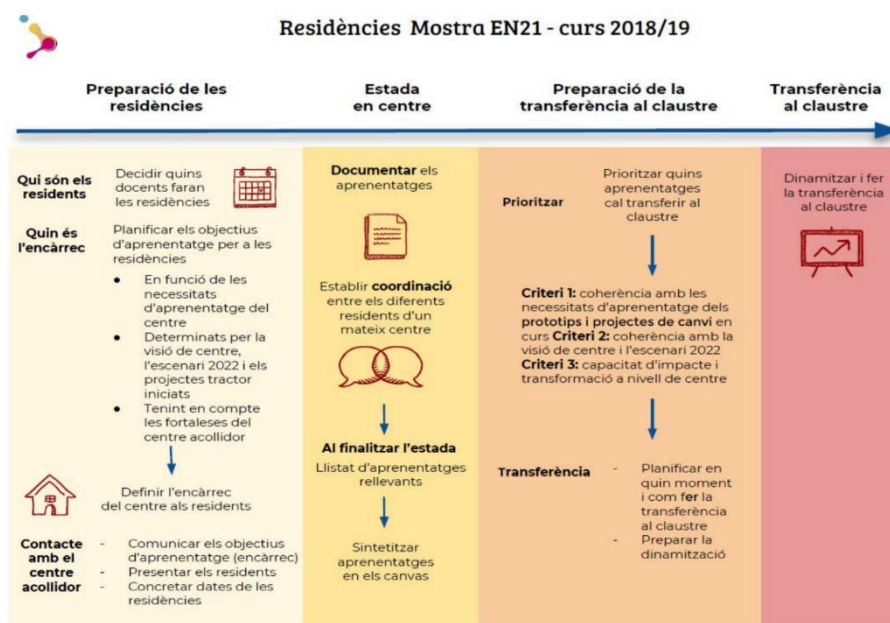 Residències Mostra EN21 - curs 2018/19
Preparació de les
residències
Estada
en centre
Preparació de la
transferència al claustre
Transferència
al claustre
Qui són els
residents
Decidir quins
docents faran
les residències
Quin és
l'encàrrec
Planificar els objectius
d'aprenentatge per a les
residències
● En funció de les
necessitats
d'aprenentatge del
centre
● Determinats per la
visió de centre,
l'escenari 2022 i els
projectes tractor
iniciats
● Tenint en compte
les fortaleses del
centre acollidor
Definir l'encàrrec
del centre als residents
Contacte
amb el
centre
acollidor
- Comunicar els objectius
d'aprenentatge (encàrrec)
- Presentar els residents
- Concretar dates de les
residències
Documentar els
aprenentatges
Establir coordinació
entre els diferents
residents d'un
mateix centre
Al finalitzar l'estada
Llistat d'aprenentatges
rellevants
Sintetitzar
aprenentatges
en els canvas
Prioritzar
Prioritzar quins
aprenentatges
cal transferir al
claustre
Criteri 1: coherència amb les
necessitats d'aprenentatge dels
prototips i projectes de canvi en
curs Criteri 2: coherència amb la
visió de centre i l'escenari 2022
Criteri 3: capacitat d'impacte i
transformació a nivell de centre
Transferència
- Planificar en
quin moment
i com fer la
transferència
al claustre
- Preparar la
dinamització
Dinamitzar i fer
la transferència
al claustre